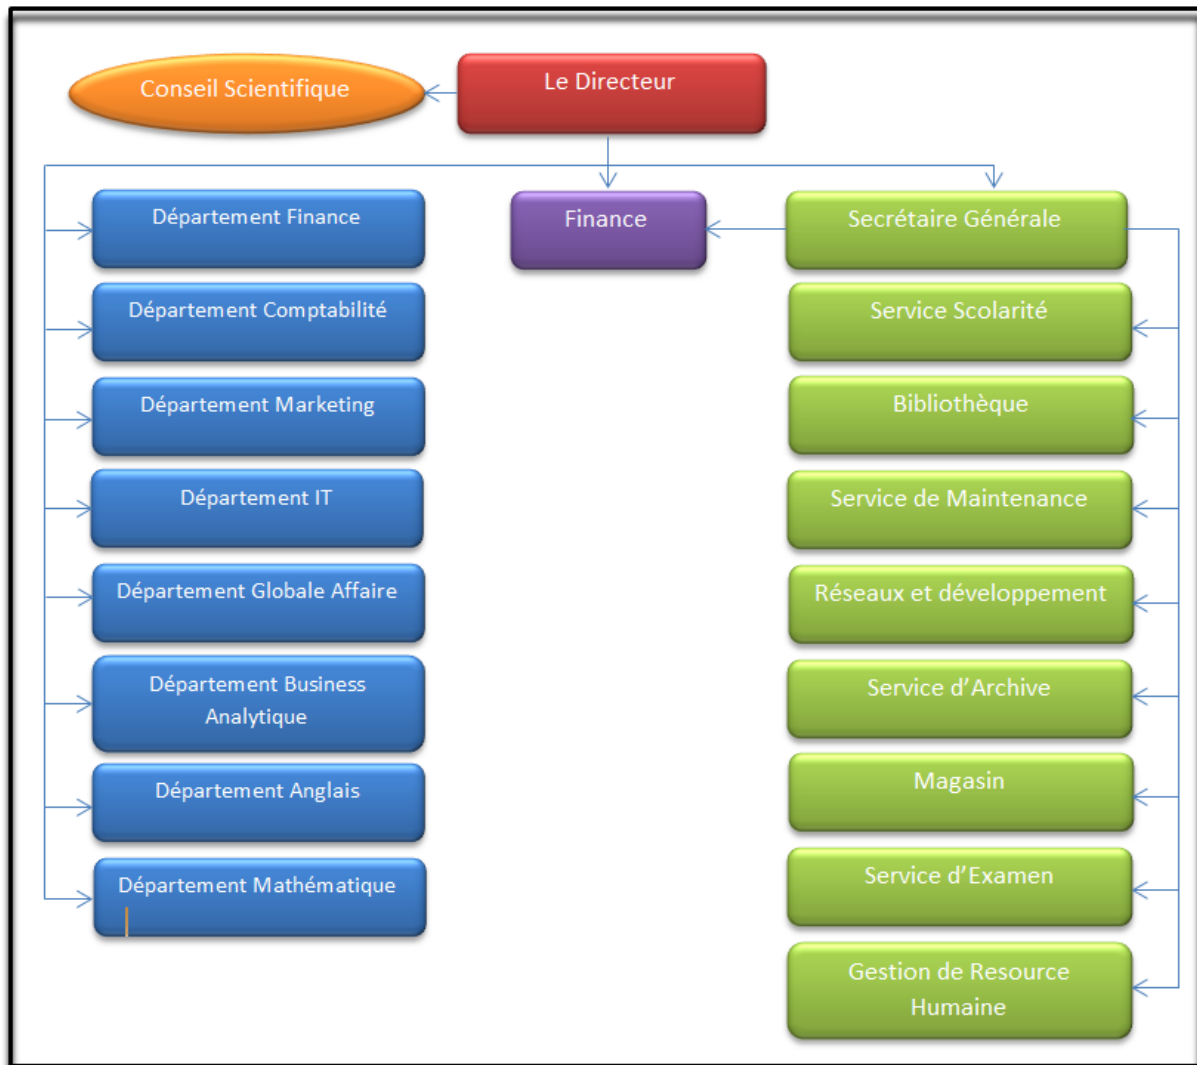 Conseil Scientifique
Le Directeur
Département Finance
Département Comptabilité
Département Marketing
Département IT
Département Globale Affaire
Département Business
Analytique
Département Anglais
Département Mathématique
Finance
Secrétaire Générale
Service Scolarité
Bibliothèque
Service de Maintenance
Réseaux et développement
Service d’Archive
Magasin
Service d’Examen
Gestion de Resource
Humaine